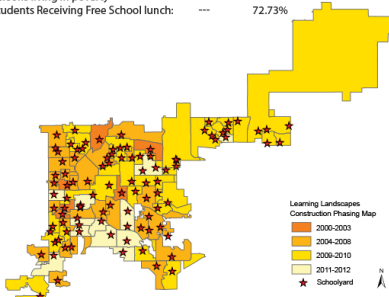 tudents Receiving Free School lunch: --- 72.73%
Learning Landscapes
Construction Phasing Map
2000-2003
2004-2008
2009-2010
2011-2012
Schoolyard
N